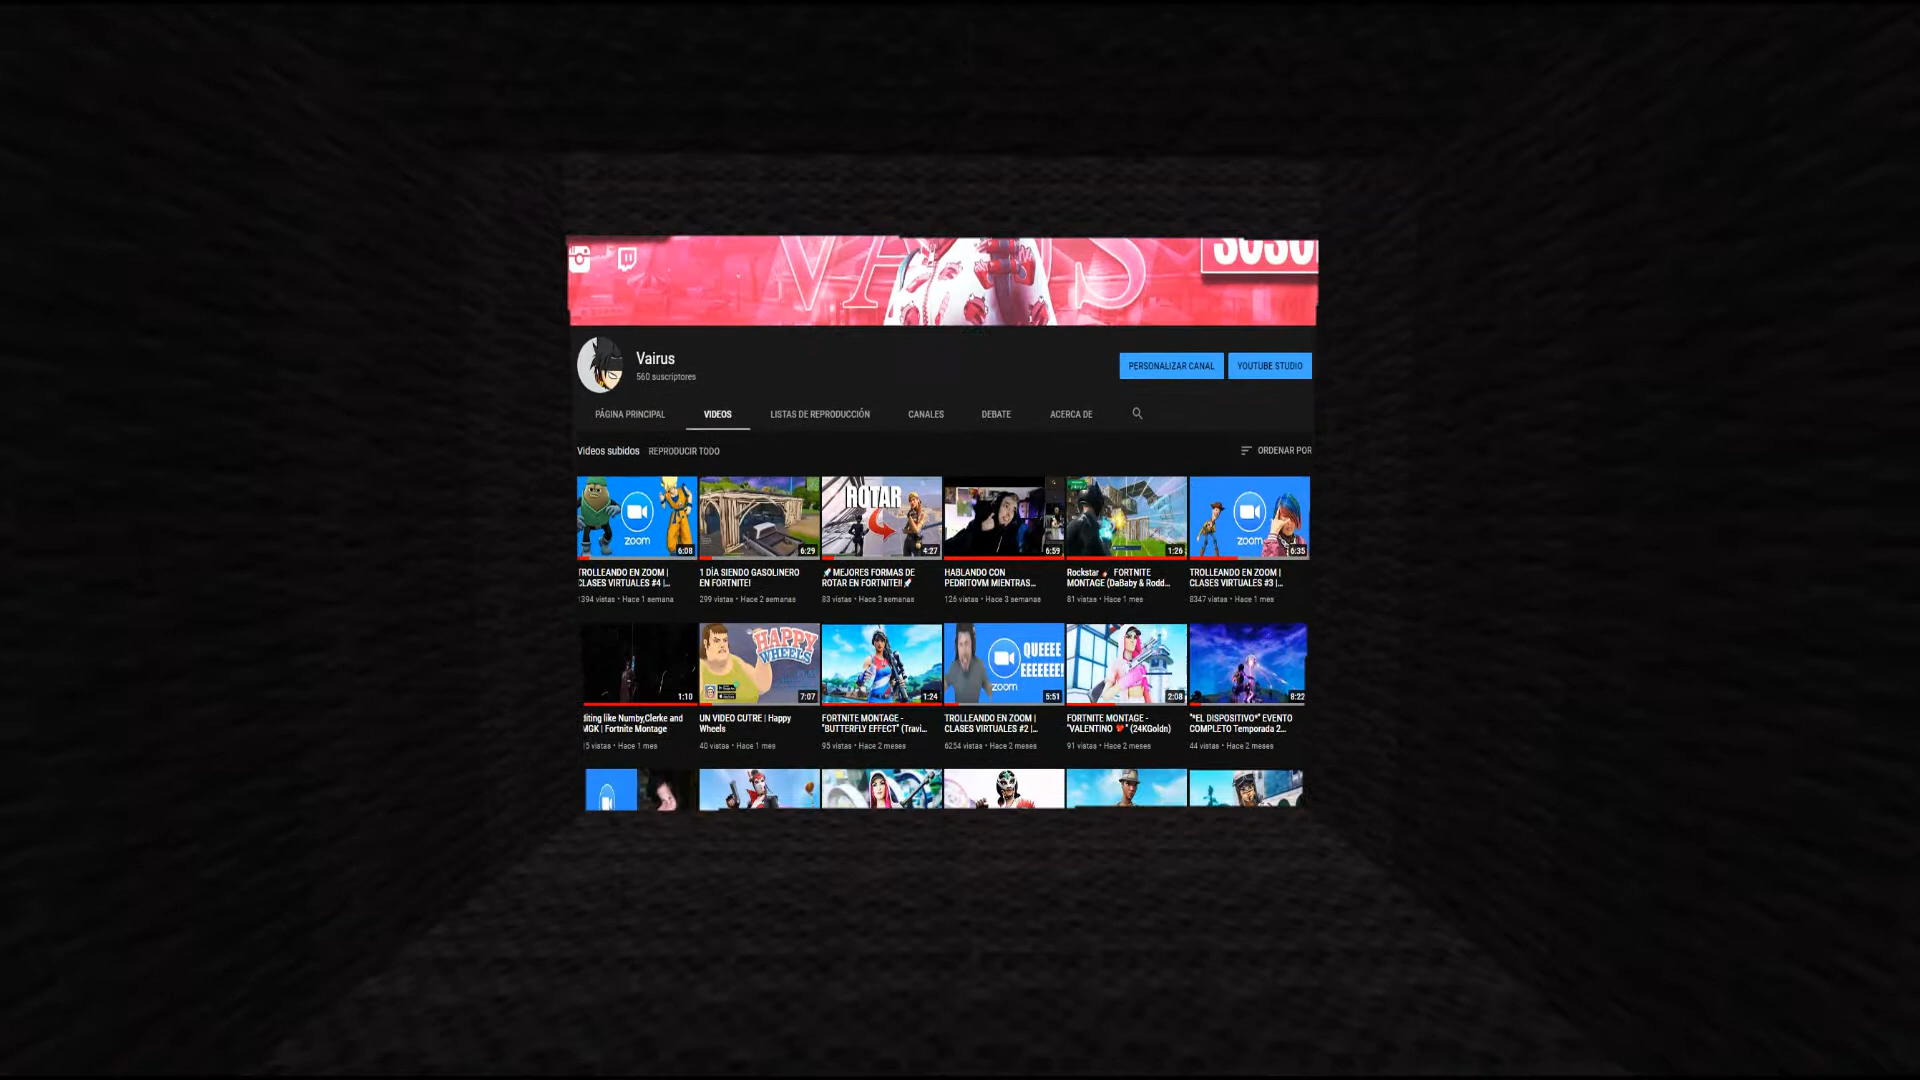 VAIS
Vairus
560 suscriptores
PERSONALIZAR CANAL
YOUTUBE STUDIO
PÁGINA PRINCIPAL
VIDEOS
LISTAS DE REPRODUCCIÓN
CANALES
DEBATE
ACERCA DE
Videos subidos
REPRODUCIR TODO
ORDENAR POR
zoom
6:08
6:29
ROTAR
4:27
6:59
1:26
zoom
6:35
TROLLEANDO EN ZOOM |
CLASES VIRTUALES #4 |...
1394 vistas • Hace 1 semana
1 DÍA SIENDO GASOLINERO
EN FORTNITE!
299 vistas • Hace 2 semanas
🚀MEJORES FORMAS DE
ROTAR EN FORTNITE!!🚀
83 vistas • Hace 3 semanas
HABLANDO CON
PEDRITOVM MIENTRAS...
126 vistas • Hace 3 semanas
Rockstar 🎸 FORTNITE
MONTAGE (DaBaby & Rodd...
81 vistas • Hace 1 mes
TROLLEANDO EN ZOOM |
CLASES VIRTUALES #3 |...
8347 vistas • Hace 1 mes
1:10
HAPPY
WHEELS
7:07
1:24
QUEEEE
EEEEEEE!
zoom
5:51
2:08
8:22
diting like Numby,Clerke and
MGK | Fortnite Montage
5 vistas • Hace 1 mes
UN VIDEO CUTRE | Happy
Wheels
40 vistas • Hace 1 mes
FORTNITE MONTAGE -
"BUTTERFLY EFFECT" (Travi...
95 vistas • Hace 2 meses
TROLLEANDO EN ZOOM |
CLASES VIRTUALES #2 |...
6254 vistas • Hace 2 meses
FORTNITE MONTAGE -
"VALENTINO 💔" (24KGoldn)
91 vistas • Hace 2 meses
"*EL DISPOSITIVO*" EVENTO
COMPLETO Temporada 2...
44 vistas • Hace 2 meses